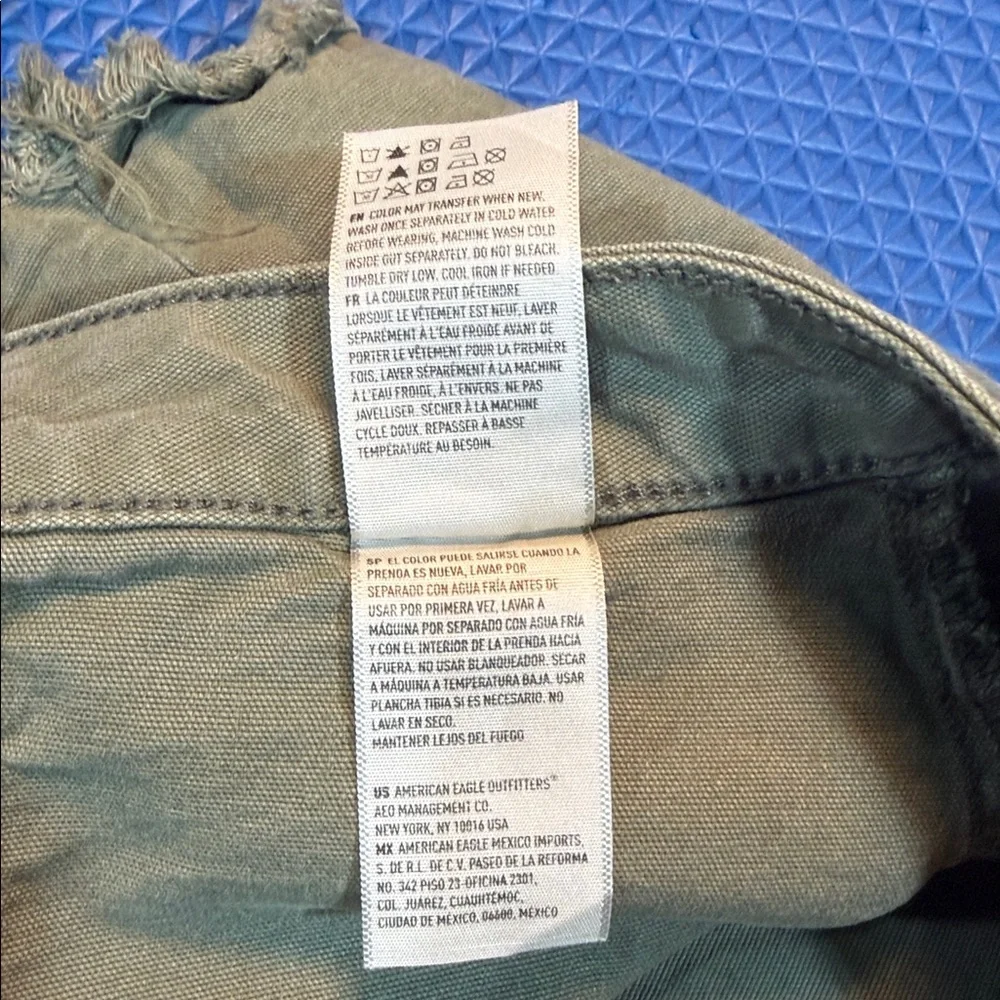 EN COLOR MAY TRANSFER WHEN NEW,
WASH ONCE SEPARATELY IN COLD WATER
BEFORE WEARING, MACHINE WASH COLD
INSIDE OUT SEPARATELY. DO NOT BLEACH.
TUMBLE DRY LOW. COOL IRON IF NEEDED.
FR LA COULEUR PEUT DÉTEINDRE
LORSQUE LE VÊTEMENT EST NEUF, LAVER
SÉPARÉMENT À L'EAU FROIDE AVANT DE
PORTER LE VÊTEMENT POUR LA PREMIÈRE
FOIS, LAVER SÉPARÉMENT À LA MACHINE
À L'EAU FROIDE, À L'ENVERS. NE PAS
JAVELLISER. SÉCHER À LA MACHINE
CYCLE DOUX. REPASSER À BASSE
TEMPÉRATURE AU BESOIN.
SP EL COLOR PUEDE SALIRSE CUANDO LA
PRENDA ES NUEVA, LAVAR POR
SEPARADO CON AGUA FRÍA ANTES DE
USAR POR PRIMERA VEZ, LAVAR A
MÁQUINA POR SEPARADO CON AGUA FRÍA
Y CON EL INTERIOR DE LA PRENDA HACIA
AFUERA. NO USAR BLANQUEADOR. SECAR
A MÁQUINA A TEMPERATURA BAJA. USAR
PLANCHA TIBIA SI ES NECESARIO. NO
LAVAR EN SECO.
MANTENER LEJOS DEL FUEGO
US AMERICAN EAGLE OUTFITTERS®
AEO MANAGEMENT CO.
NEW YORK, NY 10016 USA
MX AMERICAN EAGLE MEXICO IMPORTS,
S. DE R.L. DE C.V. PASEO DE LA REFORMA
NO. 342 PISO 23-OFICINA 2301,
COL. JUÁREZ, CUAUHTÉMOC,
CIUDAD DE MÉXICO, 06600, MÉXICO